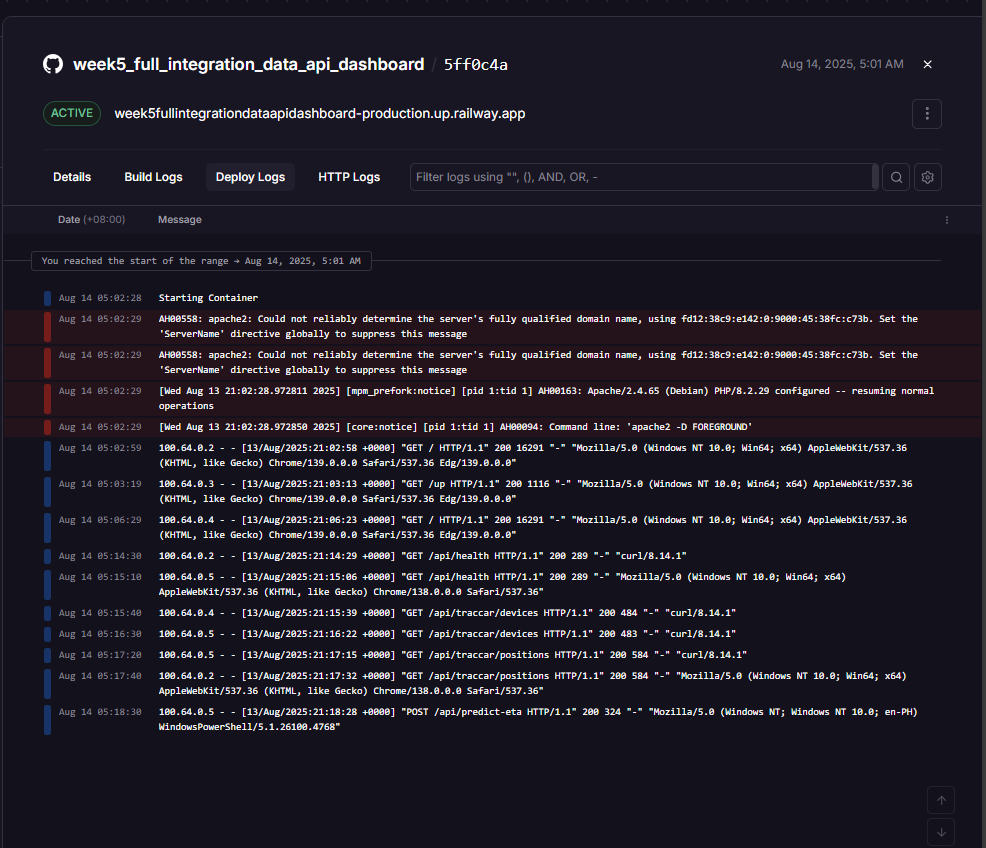 week5_full_integration_data_api_dashboard / 5ff0c4a
Aug 14, 2025, 5:01 AM
ACTIVE
week5fullintegrationdataapidashboard-production.up.railway.app
Details
Build Logs
Deploy Logs
HTTP Logs
Filter logs using "", (), AND, OR, -
Date (+08:00)
Message
You reached the start of the range → Aug 14, 2025, 5:01 AM
Aug 14 05:02:28 Starting Container
Aug 14 05:02:29 AH00558: apache2: Could not reliably determine the server's fully qualified domain name, using fd12:38c9:e142:0:9000:45:38fc:c73b. Set the
'ServerName' directive globally to suppress this message
Aug 14 05:02:29 AH00558: apache2: Could not reliably determine the server's fully qualified domain name, using fd12:38c9:e142:0:9000:45:38fc:c73b. Set the
'ServerName' directive globally to suppress this message
Aug 14 05:02:29 [Wed Aug 13 21:02:28.972811 2025] [mpm_prefork:notice] [pid 1:tid 1] AH00163: Apache/2.4.65 (Debian) PHP/8.2.29 configured -- resuming normal
operations
Aug 14 05:02:29 [Wed Aug 13 21:02:28.972850 2025] [core:notice] [pid 1:tid 1] AH00094: Command line: 'apache2 -D FOREGROUND'
Aug 14 05:02:59 100.64.0.2 - - [13/Aug/2025:21:02:58 +0000] "GET / HTTP/1.1" 200 16291 "-" "Mozilla/5.0 (Windows NT 10.0; Win64; x64) AppleWebKit/537.36
(KHTML, like Gecko) Chrome/139.0.0.0 Safari/537.36 Edg/139.0.0.0"
Aug 14 05:03:19 100.64.0.3 - - [13/Aug/2025:21:03:13 +0000] "GET /up HTTP/1.1" 200 1116 "-" "Mozilla/5.0 (Windows NT 10.0; Win64; x64) AppleWebKit/537.36
(KHTML, like Gecko) Chrome/139.0.0.0 Safari/537.36 Edg/139.0.0.0"
Aug 14 05:06:29 100.64.0.4 - - [13/Aug/2025:21:06:23 +0000] "GET / HTTP/1.1" 200 16291 "-" "Mozilla/5.0 (Windows NT 10.0; Win64; x64) AppleWebKit/537.36
(KHTML, like Gecko) Chrome/139.0.0.0 Safari/537.36 Edg/139.0.0.0"
Aug 14 05:14:30 100.64.0.2 - - [13/Aug/2025:21:14:29 +0000] "GET /api/health HTTP/1.1" 200 289 "-" "curl/8.14.1"
Aug 14 05:15:10 100.64.0.5 - - [13/Aug/2025:21:15:06 +0000] "GET /api/health HTTP/1.1" 200 289 "-" "Mozilla/5.0 (Windows NT 10.0; Win64; x64)
AppleWebKit/537.36 (KHTML, like Gecko) Chrome/138.0.0.0 Safari/537.36"
Aug 14 05:15:40 100.64.0.4 - - [13/Aug/2025:21:15:39 +0000] "GET /api/traccar/devices HTTP/1.1" 200 484 "-" "curl/8.14.1"
Aug 14 05:16:30 100.64.0.5 - - [13/Aug/2025:21:16:22 +0000] "GET /api/traccar/devices HTTP/1.1" 200 483 "-" "curl/8.14.1"
Aug 14 05:17:20 100.64.0.5 - - [13/Aug/2025:21:17:15 +0000] "GET /api/traccar/positions HTTP/1.1" 200 584 "-" "curl/8.14.1"
Aug 14 05:17:40 100.64.0.2 - - [13/Aug/2025:21:17:32 +0000] "GET /api/traccar/positions HTTP/1.1" 200 584 "-" "Mozilla/5.0 (Windows NT 10.0; Win64; x64)
AppleWebKit/537.36 (KHTML, like Gecko) Chrome/138.0.0.0 Safari/537.36"
Aug 14 05:18:30 100.64.0.5 - - [13/Aug/2025:21:18:28 +0000] "POST /api/predict-eta HTTP/1.1" 200 324 "-" "Mozilla/5.0 (Windows NT; Windows NT 10.0; en-PH)
WindowsPowerShell/5.1.26100.4768"